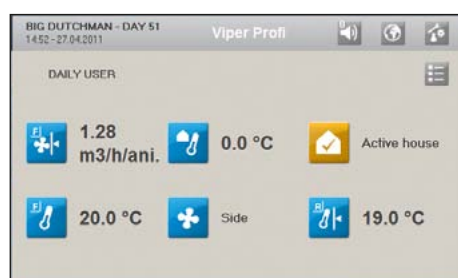 BIG DUTCHMAN - DAY 51
14:52 - 27.04.2011
Viper Profi
0
DAILY USER
F
1.28
m3/h/ani.
0.0 °C
Active house
F
20.0 °C
Side
R
19.0 °C